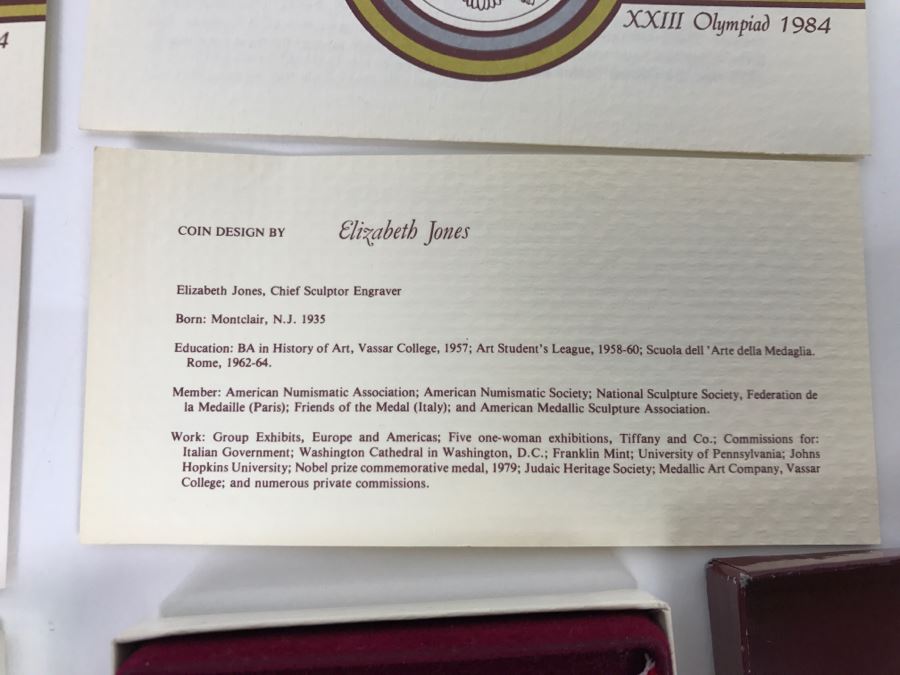 4
XXIII Olympiad 1984
COIN DESIGN BY Elizabeth Jones
Elizabeth Jones, Chief Sculptor Engraver
Born: Montclair, N.J. 1935
Education: BA in History of Art, Vassar College, 1957; Art Student's League, 1958-60; Scuola dell 'Arte della Medaglia.
Rome, 1962-64.
Member: American Numismatic Association; American Numismatic Society; National Sculpture Society, Federation de
la Medaille (Paris); Friends of the Medal (Italy); and American Medallic Sculpture Association.
Work: Group Exhibits, Europe and Americas; Five one-woman exhibitions, Tiffany and Co.; Commissions for:
Italian Government; Washington Cathedral in Washington, D.C.; Franklin Mint; University of Pennsylvania; Johns
Hopkins University; Nobel prize commemorative medal, 1979; Judaic Heritage Society; Medallic Art Company, Vassar
College; and numerous private commissions.